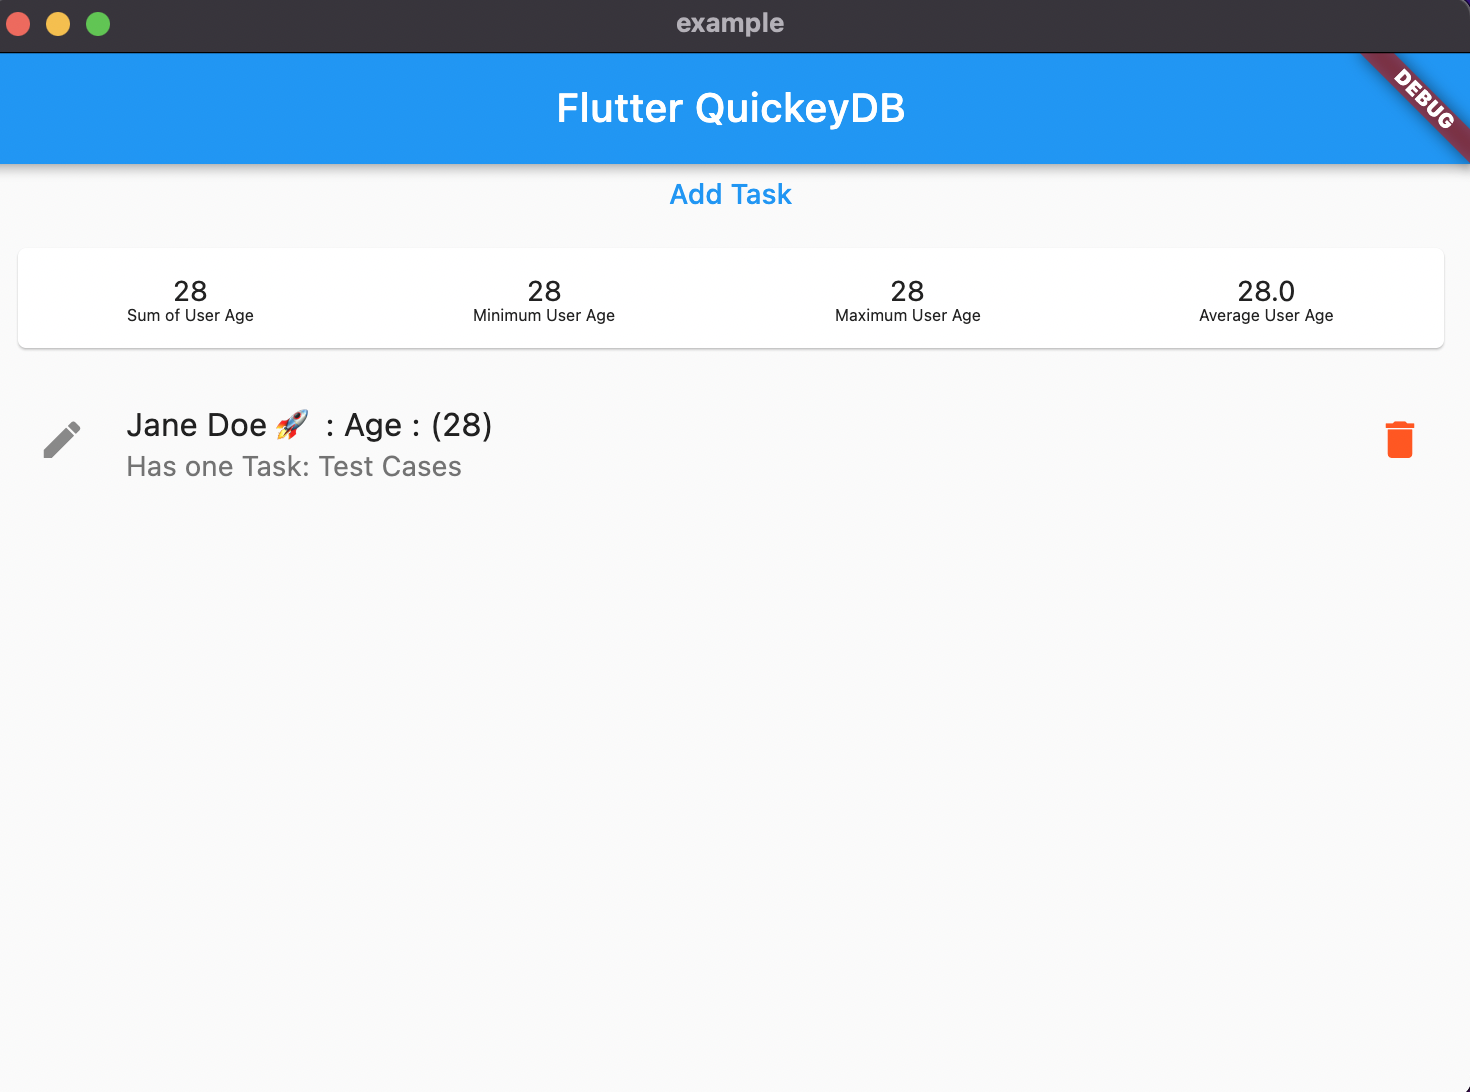 example
Flutter QuickeyDB
DEBUG
Add Task
28 28 28 28.0
Sum of User Age Minimum User Age Maximum User Age Average User Age
Jane Doe 🚀 : Age : (28)
Has one Task: Test Cases